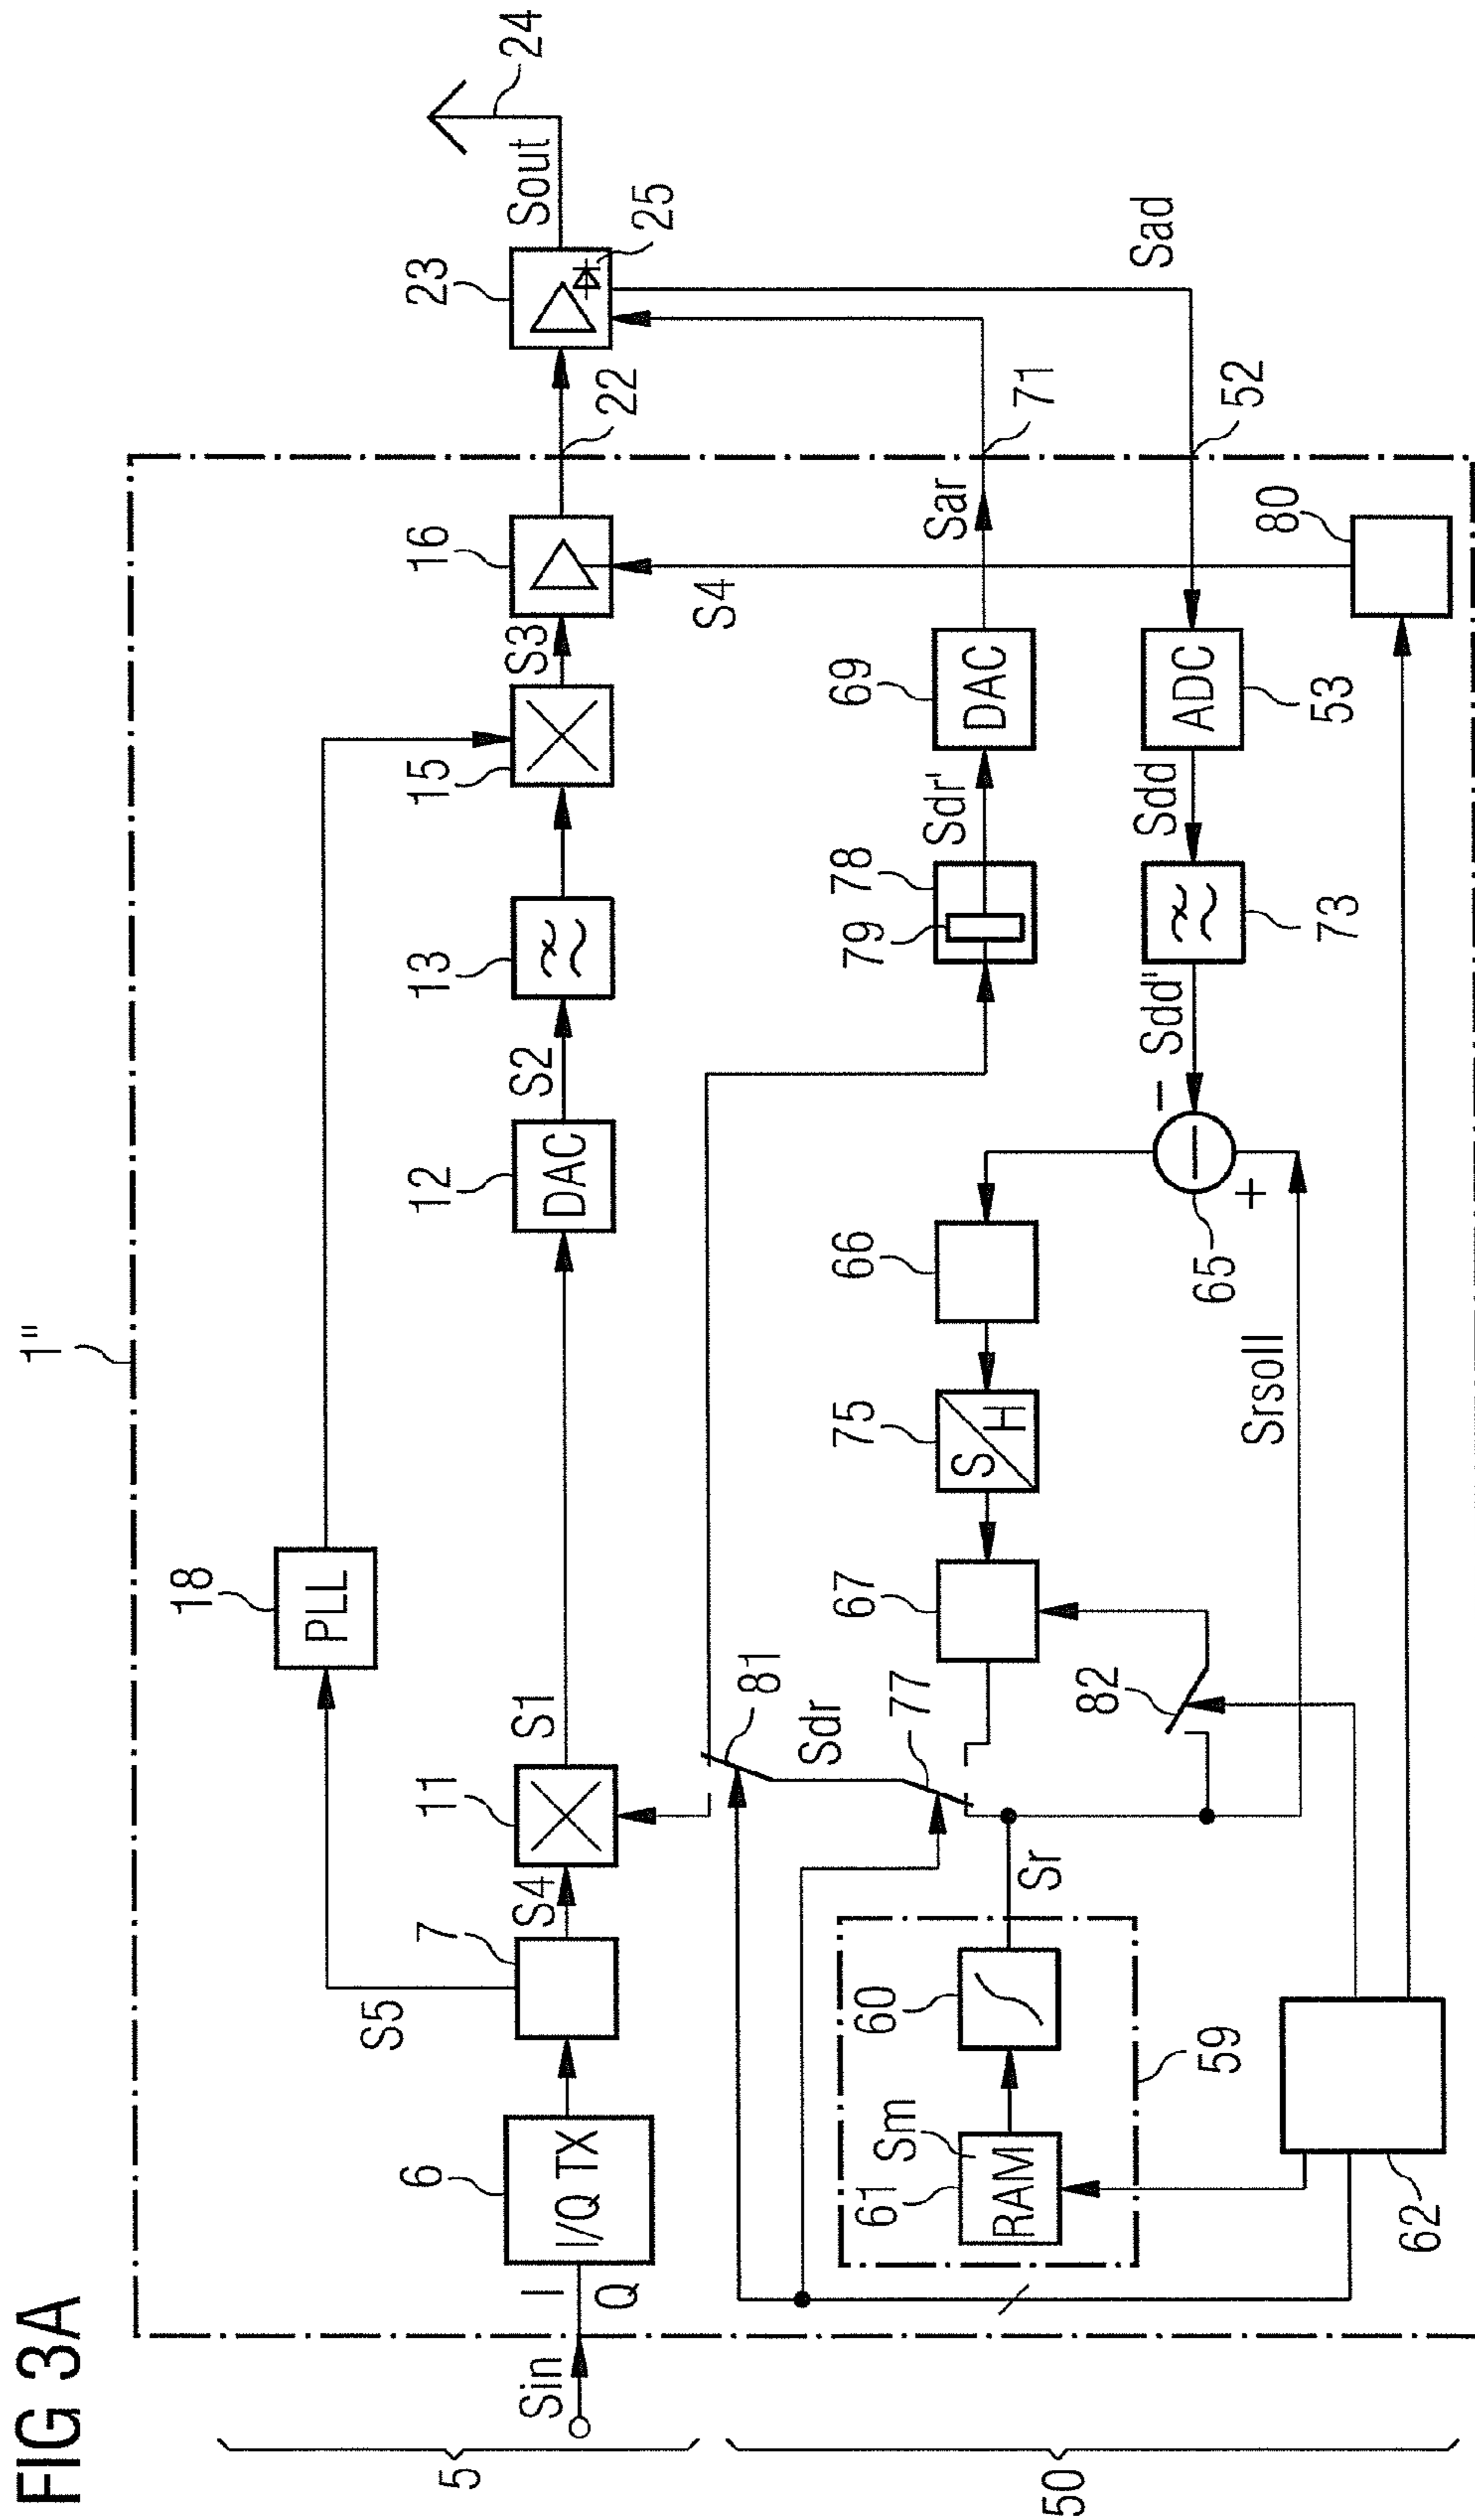 FIG 3A
1"
18
PLL
S5
5
Sin
I
Q
6
I/Q TX
7
S4
11
S1
12
DAC
S2
13
15
S3
16
22
23
25
Sout
24
S4
81
Sdr
77
78
79
Sdr'
69
DAC
Sar
71
50
61
Sm
RAM
60
59
Sr
67
75
S/H
66
82
65
-
+
Sdd'
73
Sdd
ADC
53
52
Sad
Srsoll
62
80